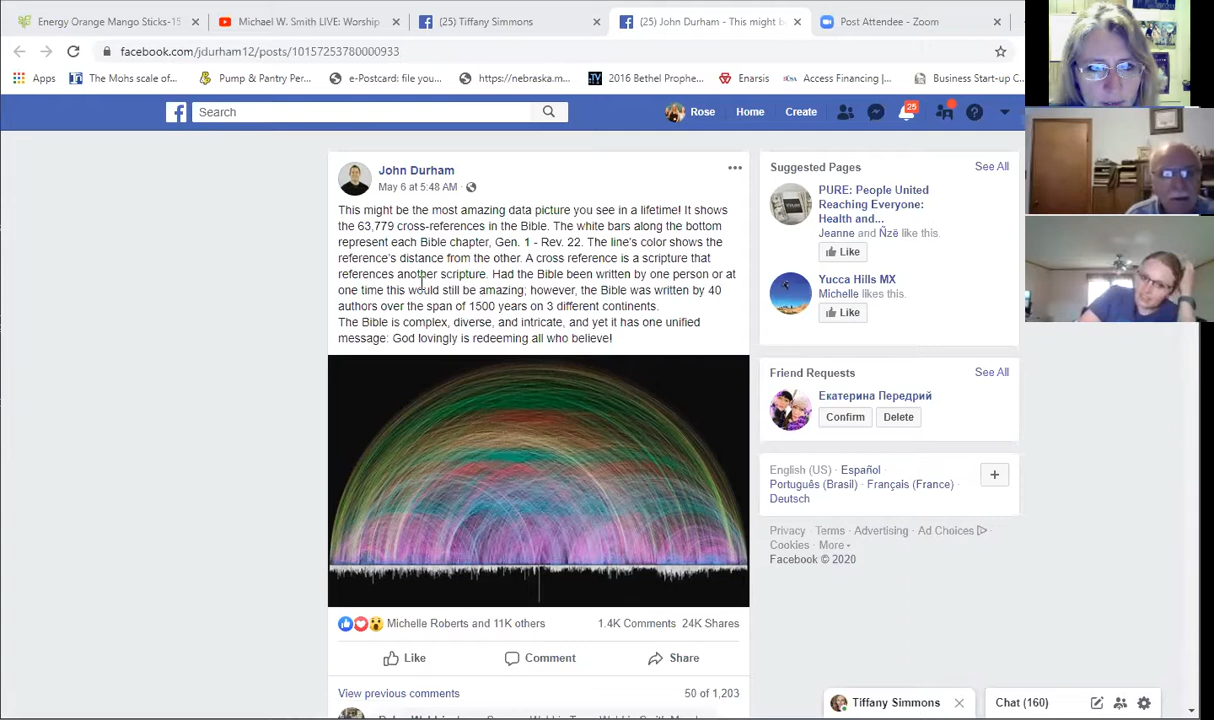 Energy Orange Mango Sticks-15
Michael W. Smith LIVE: Worship
(25) Tiffany Simmons
(25) John Durham - This might b
Post Attendee - Zoom
facebook.com/jdurham12/posts/10157253780000933
Apps
The Mohs scale of...
Pump & Pantry Per...
e-Postcard: file you...
https://nebraska.m...
2016 Bethel Prophe...
Enarsis
Access Financing |...
Business Start-up C...
Search
Rose
Home
Create
25
John Durham
May 6 at 5:48 AM ·
This might be the most amazing data picture you see in a lifetime! It shows
the 63,779 cross-references in the Bible. The white bars along the bottom
represent each Bible chapter, Gen. 1 - Rev. 22. The line's color shows the
reference's distance from the other. A cross reference is a scripture that
references another scripture. Had the Bible been written by one person or at
one time this would still be amazing; however, the Bible was written by 40
authors over the span of 1500 years on 3 different continents.
The Bible is complex, diverse, and intricate, and yet it has one unified
message: God lovingly is redeeming all who believe!
Michelle Roberts and 11K others
1.4K Comments 24K Shares
Like
Comment
Share
View previous comments
50 of 1,203
Suggested Pages
See All
PURE: People United
Reaching Everyone:
Health and...
Jeanne and Ñzë like this.
Like
Yucca Hills MX
Michelle likes this.
Like
Friend Requests
See All
Екатерина Передрий
Confirm
Delete
English (US) · Español ·
Português (Brasil) · Français (France) ·
Deutsch
Privacy · Terms · Advertising · Ad Choices ·
Cookies · More
Facebook © 2020
Tiffany Simmons
Chat (160)